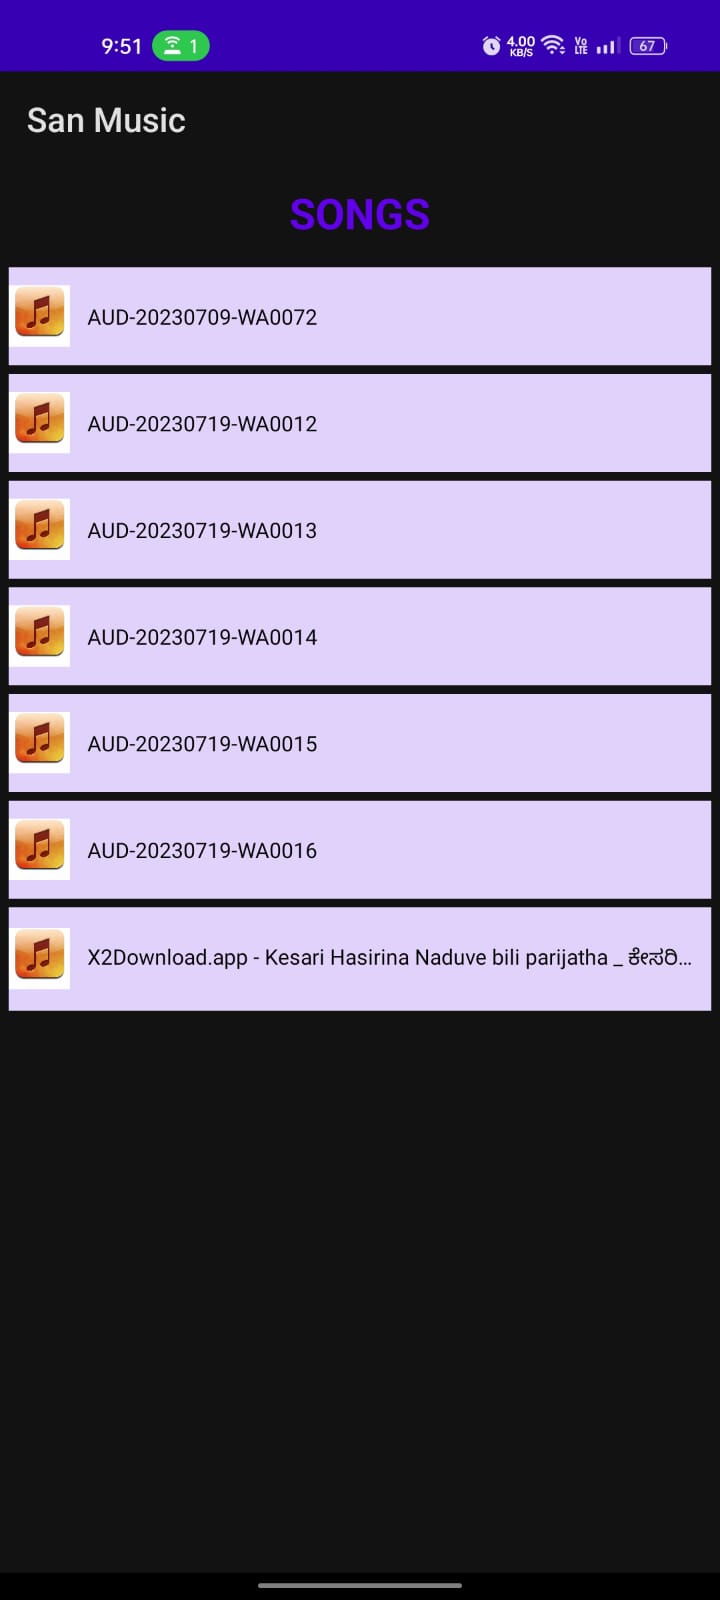 9:51 1 4.00 KB/S Vo LTE 67
San Music
SONGS
AUD-20230709-WA0072
AUD-20230719-WA0012
AUD-20230719-WA0013
AUD-20230719-WA0014
AUD-20230719-WA0015
AUD-20230719-WA0016
X2Download.app - Kesari Hasirina Naduve bili parijatha _ ಕೇಸರಿ...